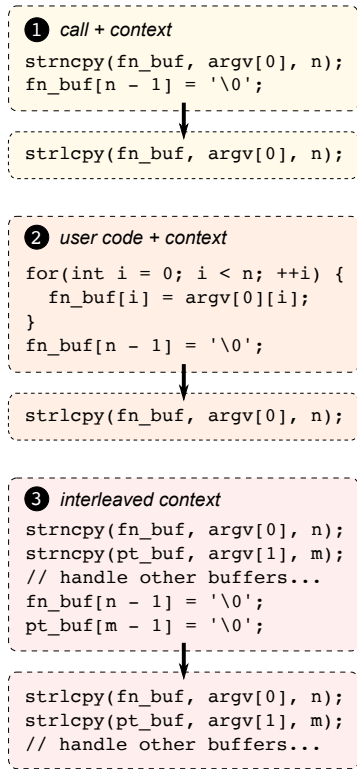 1 call + context
strncpy(fn_buf, argv[0], n);
fn_buf[n - 1] = '\0';
strlcpy(fn_buf, argv[0], n);
2 user code + context
for(int i = 0; i < n; ++i) {
  fn_buf[i] = argv[0][i];
}
fn_buf[n - 1] = '\0';
strlcpy(fn_buf, argv[0], n);
3 interleaved context
strncpy(fn_buf, argv[0], n);
strncpy(pt_buf, argv[1], m);
// handle other buffers...
fn_buf[n - 1] = '\0';
pt_buf[m - 1] = '\0';
strlcpy(fn_buf, argv[0], n);
strlcpy(pt_buf, argv[1], m);
// handle other buffers...